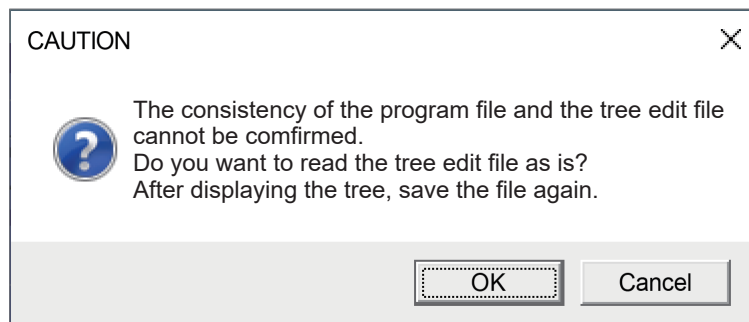 CAUTION
The consistency of the program file and the tree edit file
cannot be comfirmed.
Do you want to read the tree edit file as is?
After displaying the tree, save the file again.
OK
Cancel